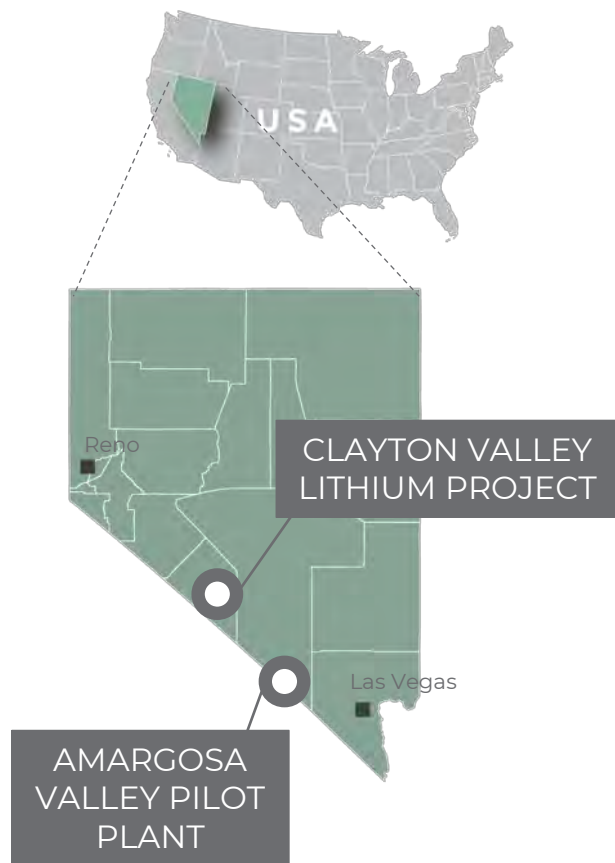 USA
Reno
CLAYTON VALLEY
LITHIUM PROJECT
Las Vegas
AMARGOSA
VALLEY PILOT
PLANT